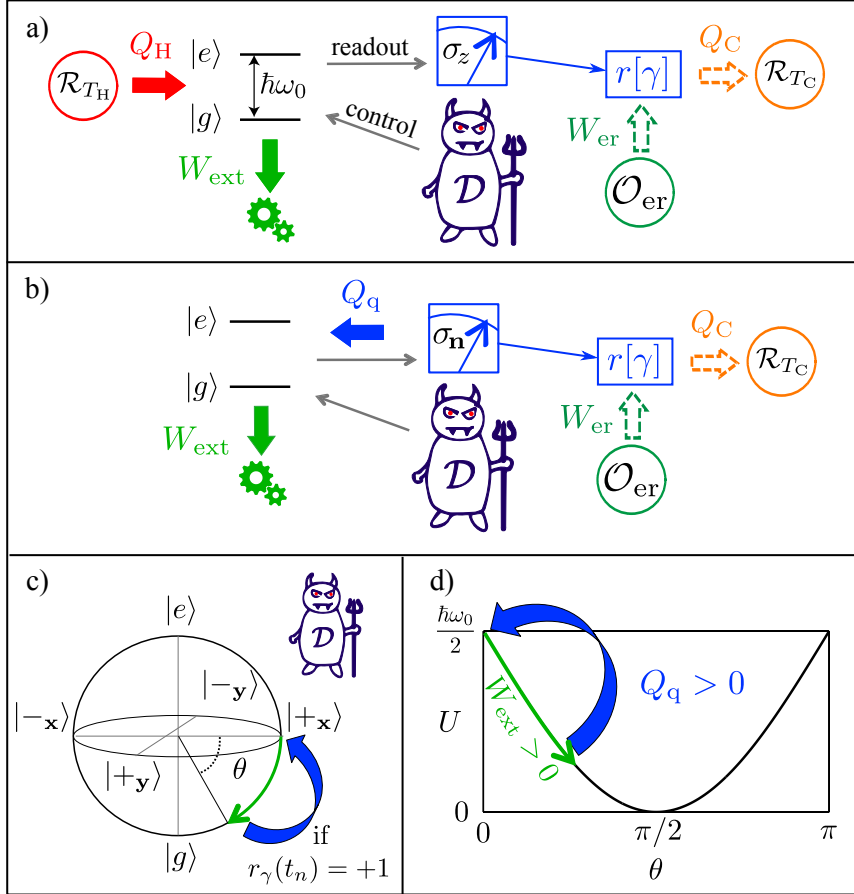 a)
Q_H
|e⟩
readout
σ_z
Q_C
R_{T_H}
ħω_0
r[γ]
R_{T_C}
|g⟩
control
W_er
W_ext
D
O_er
b)
Q_q
|e⟩
σ_n
Q_C
r[γ]
R_{T_C}
|g⟩
W_er
W_ext
D
O_er
c)
|e⟩
D
|−_y⟩
|−_x⟩
|+_x⟩
|+_y⟩
θ
if
|g⟩
r_γ(t_n) = +1
d)
ħω_0/2
Q_q > 0
W_ext > 0
U
0
0
π/2
π
θ